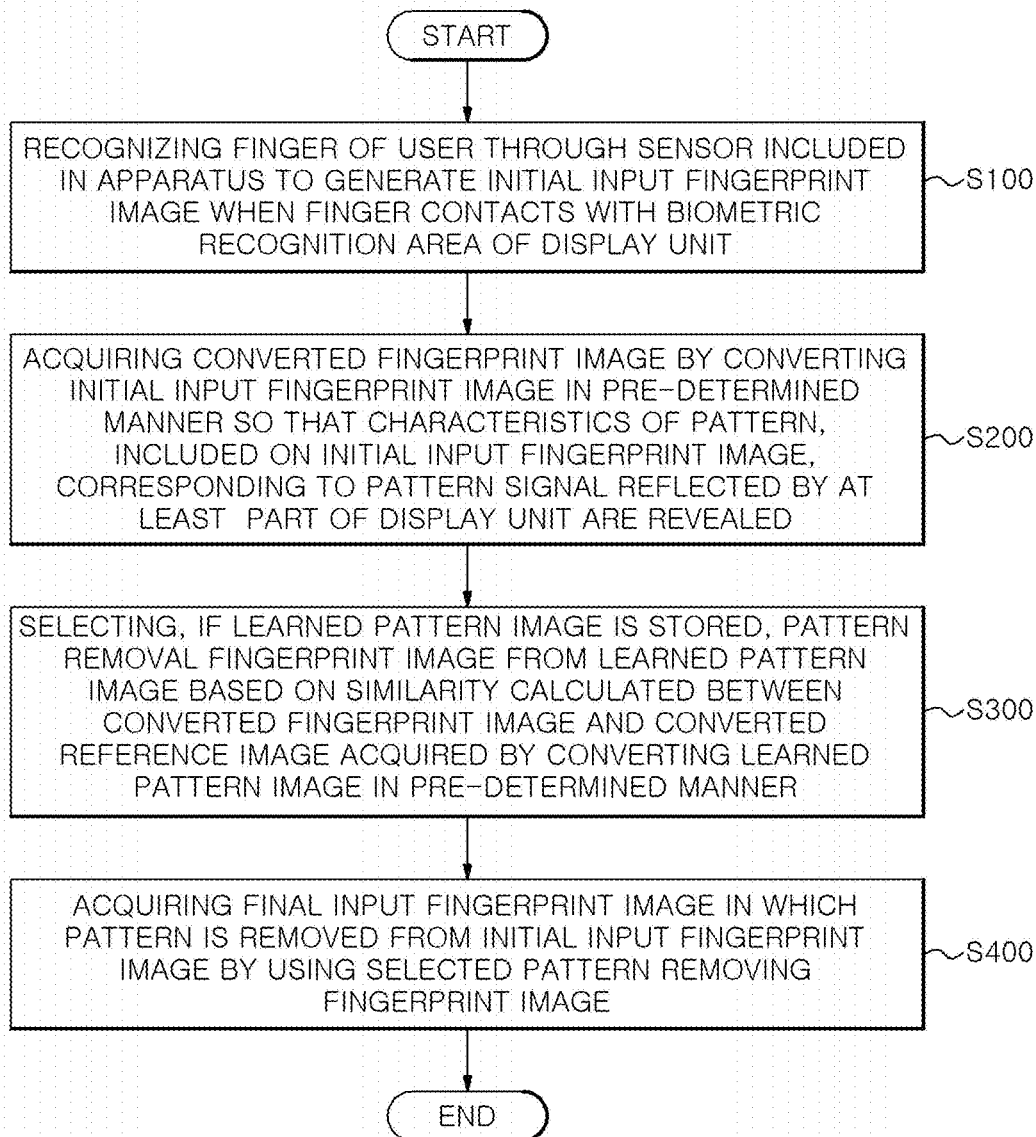 START
RECOGNIZING FINGER OF USER THROUGH SENSOR INCLUDED
IN APPARATUS TO GENERATE INITIAL INPUT FINGERPRINT
IMAGE WHEN FINGER CONTACTS WITH BIOMETRIC
RECOGNITION AREA OF DISPLAY UNIT
S100
ACQUIRING CONVERTED FINGERPRINT IMAGE BY CONVERTING
INITIAL INPUT FINGERPRINT IMAGE IN PRE-DETERMINED
MANNER SO THAT CHARACTERISTICS OF PATTERN,
INCLUDED ON INITIAL INPUT FINGERPRINT IMAGE,
CORRESPONDING TO PATTERN SIGNAL REFLECTED BY AT
LEAST PART OF DISPLAY UNIT ARE REVEALED
S200
SELECTING, IF LEARNED PATTERN IMAGE IS STORED, PATTERN
REMOVAL FINGERPRINT IMAGE FROM LEARNED PATTERN
IMAGE BASED ON SIMILARITY CALCULATED BETWEEN
CONVERTED FINGERPRINT IMAGE AND CONVERTED
REFERENCE IMAGE ACQUIRED BY CONVERTING LEARNED
PATTERN IMAGE IN PRE-DETERMINED MANNER
S300
ACQUIRING FINAL INPUT FINGERPRINT IMAGE IN WHICH
PATTERN IS REMOVED FROM INITIAL INPUT FINGERPRINT
IMAGE BY USING SELECTED PATTERN REMOVING
FINGERPRINT IMAGE
S400
END